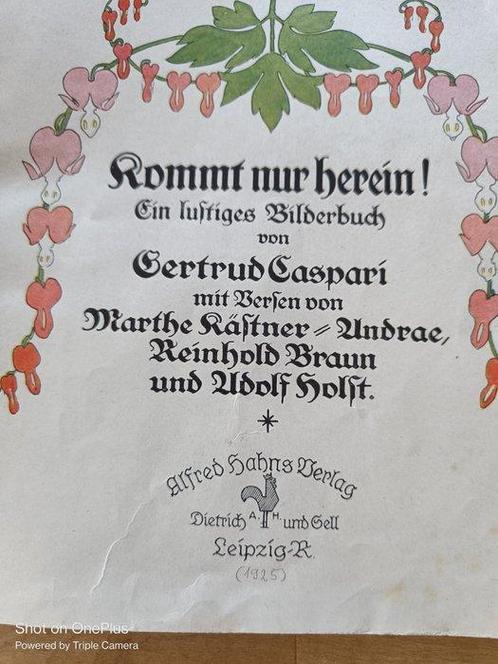 Kommt nur herein!
Ein luſtiges Bilderbuch
von
Gertrud Caspari
mit Verſen von
Marthe Käſtner=Andrae,
Reinhold Braun
und Adolf Holſt.
Alfred Hahns Verlag
A. H.
Dietrich und Sell
Leipzig-R.
(1925)
Shot on OnePlus
Powered by Triple Camera